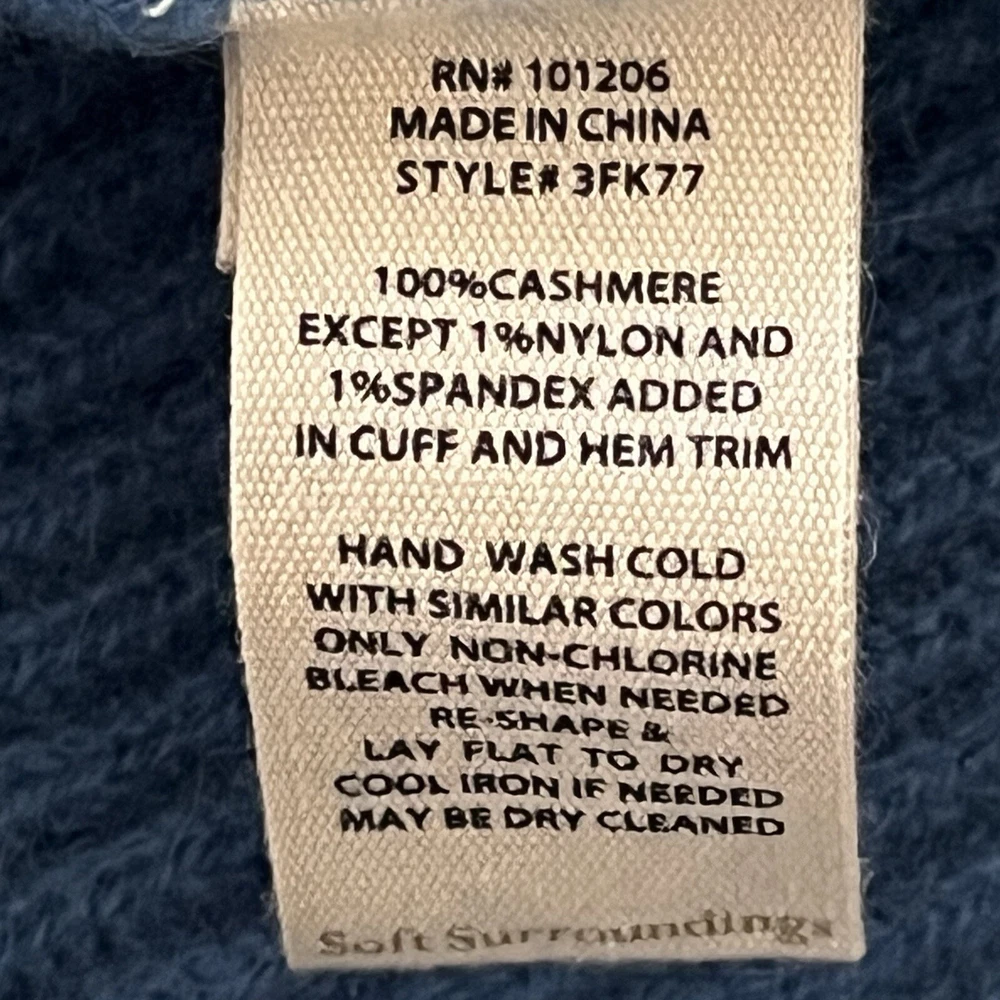 RN# 101206
MADE IN CHINA
STYLE# 3FK77
100%CASHMERE
EXCEPT 1%NYLON AND
1%SPANDEX ADDED
IN CUFF AND HEM TRIM
HAND WASH COLD
WITH SIMILAR COLORS
ONLY NON-CHLORINE
BLEACH WHEN NEEDED
RE-SHAPE &
LAY FLAT TO DRY
COOL IRON IF NEEDED
MAY BE DRY CLEANED
Soft Surroundings